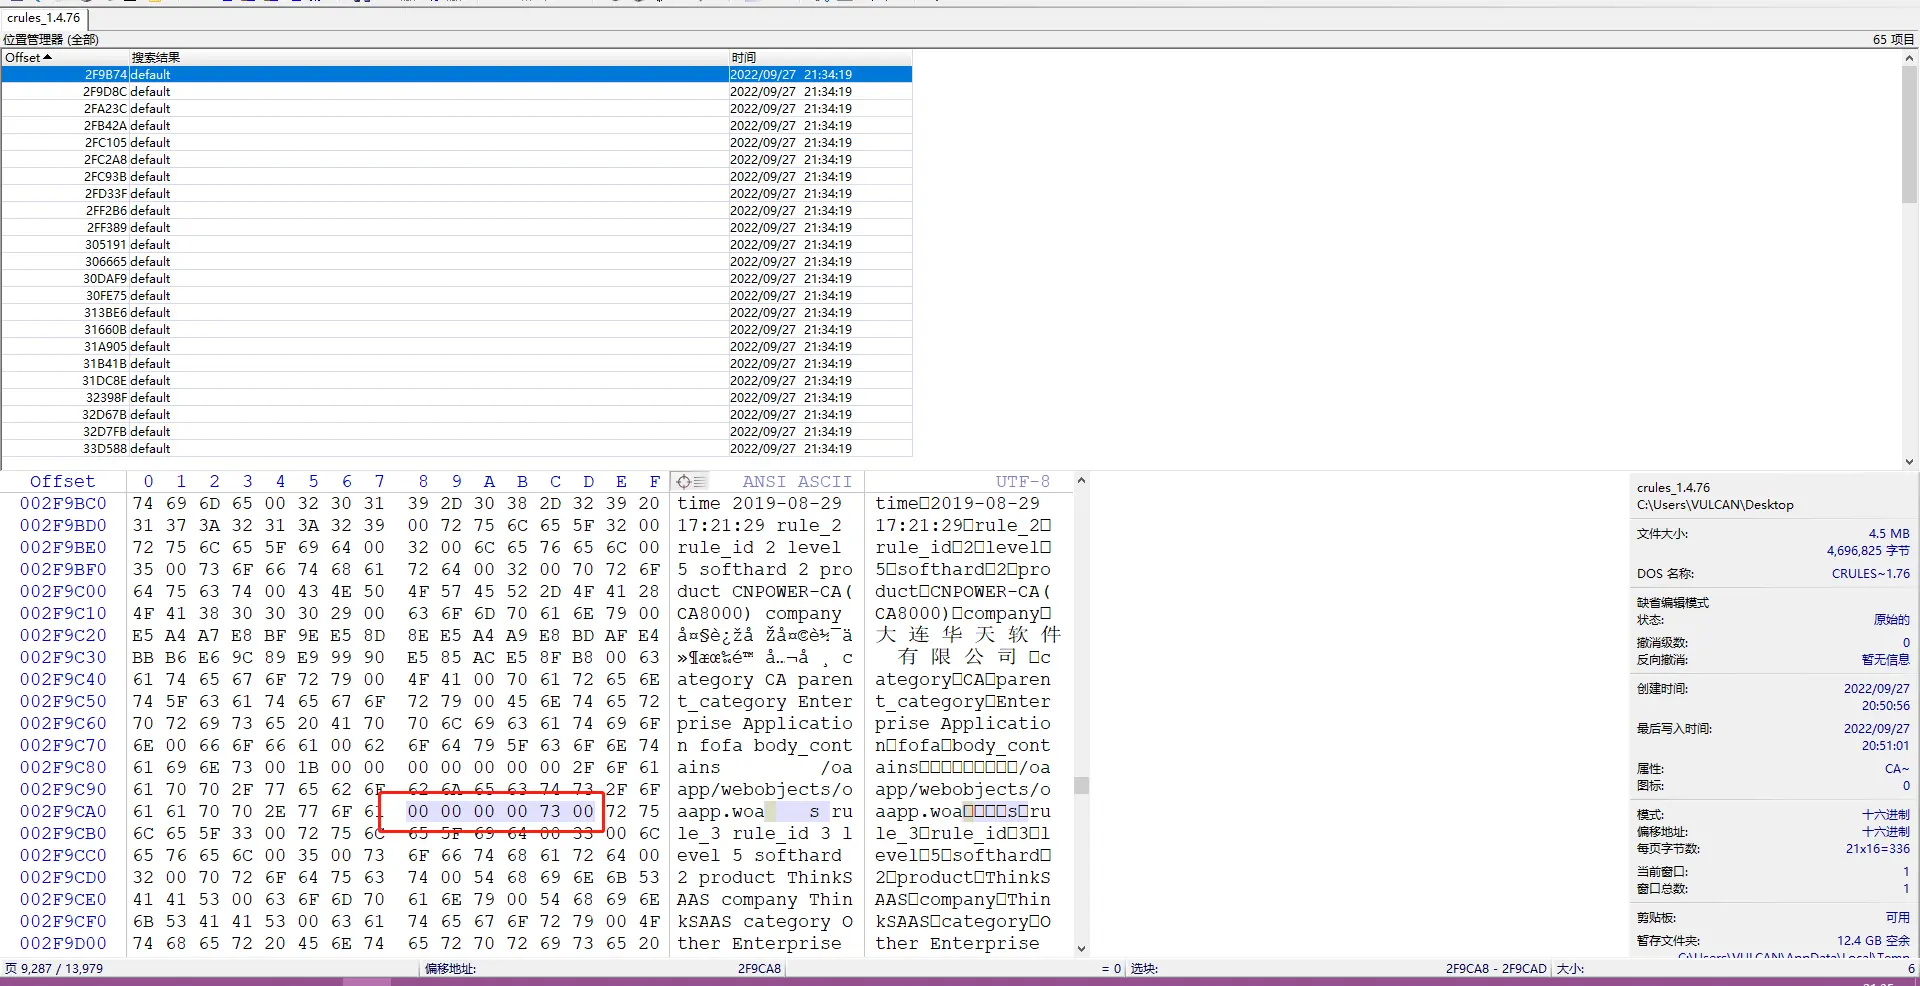 crules_1.4.76
位置管理器 (全部) 65 项目
Offset 搜索结果 时间
2F9B74 default 2022/09/27 21:34:19
2F9D8C default 2022/09/27 21:34:19
2FA23C default 2022/09/27 21:34:19
2FB42A default 2022/09/27 21:34:19
2FC105 default 2022/09/27 21:34:19
2FC2A8 default 2022/09/27 21:34:19
2FC93B default 2022/09/27 21:34:19
2FD33F default 2022/09/27 21:34:19
2FF2B6 default 2022/09/27 21:34:19
2FF389 default 2022/09/27 21:34:19
305191 default 2022/09/27 21:34:19
306665 default 2022/09/27 21:34:19
30DAF9 default 2022/09/27 21:34:19
30FE75 default 2022/09/27 21:34:19
313BE6 default 2022/09/27 21:34:19
31660B default 2022/09/27 21:34:19
31A905 default 2022/09/27 21:34:19
31B41B default 2022/09/27 21:34:19
31DC8E default 2022/09/27 21:34:19
32398F default 2022/09/27 21:34:19
32D67B default 2022/09/27 21:34:19
32D7FB default 2022/09/27 21:34:19
33D588 default 2022/09/27 21:34:19
Offset 0 1 2 3 4 5 6 7 8 9 A B C D E F ANSI ASCII UTF-8
002F9BC0 74 69 6D 65 00 32 30 31 39 2D 30 38 2D 32 39 20 time 2019-08-29 time□2019-08-29
002F9BD0 31 37 3A 32 31 3A 32 39 00 72 75 6C 65 5F 32 00 17:21:29 rule_2 17:21:29□rule_2□
002F9BE0 72 75 6C 65 5F 69 64 00 32 00 6C 65 76 65 6C 00 rule_id 2 level rule_id□2□level□
002F9BF0 35 00 73 6F 66 74 68 61 72 64 00 32 00 70 72 6F 5 softhard 2 pro 5□softhard□2□pro
002F9C00 64 75 63 74 00 43 4E 50 4F 57 45 52 2D 4F 41 28 duct CNPOWER-CA( duct□CNPOWER-CA(
002F9C10 4F 41 38 30 30 30 29 00 63 6F 6D 70 61 6E 79 00 CA8000) company CA8000)□company□
002F9C20 E5 A4 A7 E8 BF 9E E5 8D 8E E5 A4 A9 E8 BD AF E4 å¤§è¿žå Žå¤©è½¯ä 大连华天软件
002F9C30 BB B6 E6 9C 89 E9 99 90 E5 85 AC E5 8F B8 00 63 »¶æœ‰é™ å…¬å ¸ c 有限公司□c
002F9C40 61 74 65 67 6F 72 79 00 4F 41 00 70 61 72 65 6E ategory CA paren ategory□CA□paren
002F9C50 74 5F 63 61 74 65 67 6F 72 79 00 45 6E 74 65 72 t_category Enter t_category□Enter
002F9C60 70 72 69 73 65 20 41 70 70 6C 69 63 61 74 69 6F prise Applicatio prise Applicatio
002F9C70 6E 00 66 6F 66 61 00 62 6F 64 79 5F 63 6F 6E 74 n fofa body_cont n□fofa□body_cont
002F9C80 61 69 6E 73 00 1B 00 00 00 00 00 00 00 2F 6F 61 ains /oa ains□□□□□□□□□/oa
002F9C90 61 70 70 2F 77 65 62 6F 62 6A 65 63 74 73 2F 6F app/webobjects/o app/webobjects/o
002F9CA0 61 61 70 70 2E 77 6F 61 00 00 00 00 73 00 72 75 aapp.woa s ru aapp.woa□□□□s□ru
002F9CB0 6C 65 5F 33 00 72 75 6C 65 5F 69 64 00 33 00 6C le_3 rule_id 3 l le_3□rule_id□3□l
002F9CC0 65 76 65 6C 00 35 00 73 6F 66 74 68 61 72 64 00 evel 5 softhard evel□5□softhard□
002F9CD0 32 00 70 72 6F 64 75 63 74 00 54 68 69 6E 6B 53 2 product ThinkS 2□product□ThinkS
002F9CE0 41 41 53 00 63 6F 6D 70 61 6E 79 00 54 68 69 6E AAS company Thin AAS□company□Thin
002F9CF0 6B 53 41 41 53 00 63 61 74 65 67 6F 72 79 00 4F kSAAS category O kSAAS□category□O
002F9D00 74 68 65 72 20 45 6E 74 65 72 70 72 69 73 65 20 ther Enterprise ther Enterprise
crules_1.4.76
C:\Users\VULCAN\Desktop
文件大小: 4.5 MB
4,696,825 字节
DOS 名称: CRULES~1.76
缺省编辑模式
状态: 原始的
撤消级数: 0
反向撤消: 暂无信息
创建时间: 2022/09/27
20:50:56
最后写入时间: 2022/09/27
20:51:01
属性: CA~
图标: 0
模式: 十六进制
偏移地址: 十六进制
每页字节数: 21x16=336
当前窗口: 1
窗口总数: 1
剪贴板: 可用
暂存文件夹: 12.4 GB 空余
C:\Users\VULCAN\AppData\Local\Temp
页 9,287 / 13,979 偏移地址: 2F9CA8 = 0 选块: 2F9CA8 - 2F9CAD 大小: 6